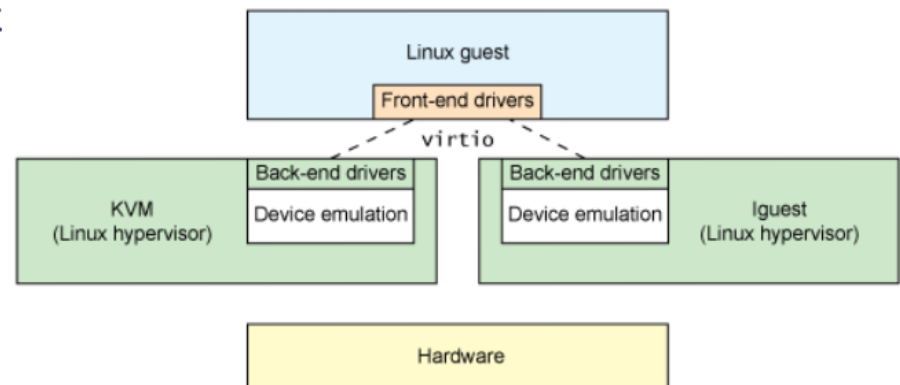 Linux guest
Front-end drivers
virtio
Back-end drivers
Device emulation
KVM
(Linux hypervisor)
Back-end drivers
Device emulation
lguest
(Linux hypervisor)
Hardware